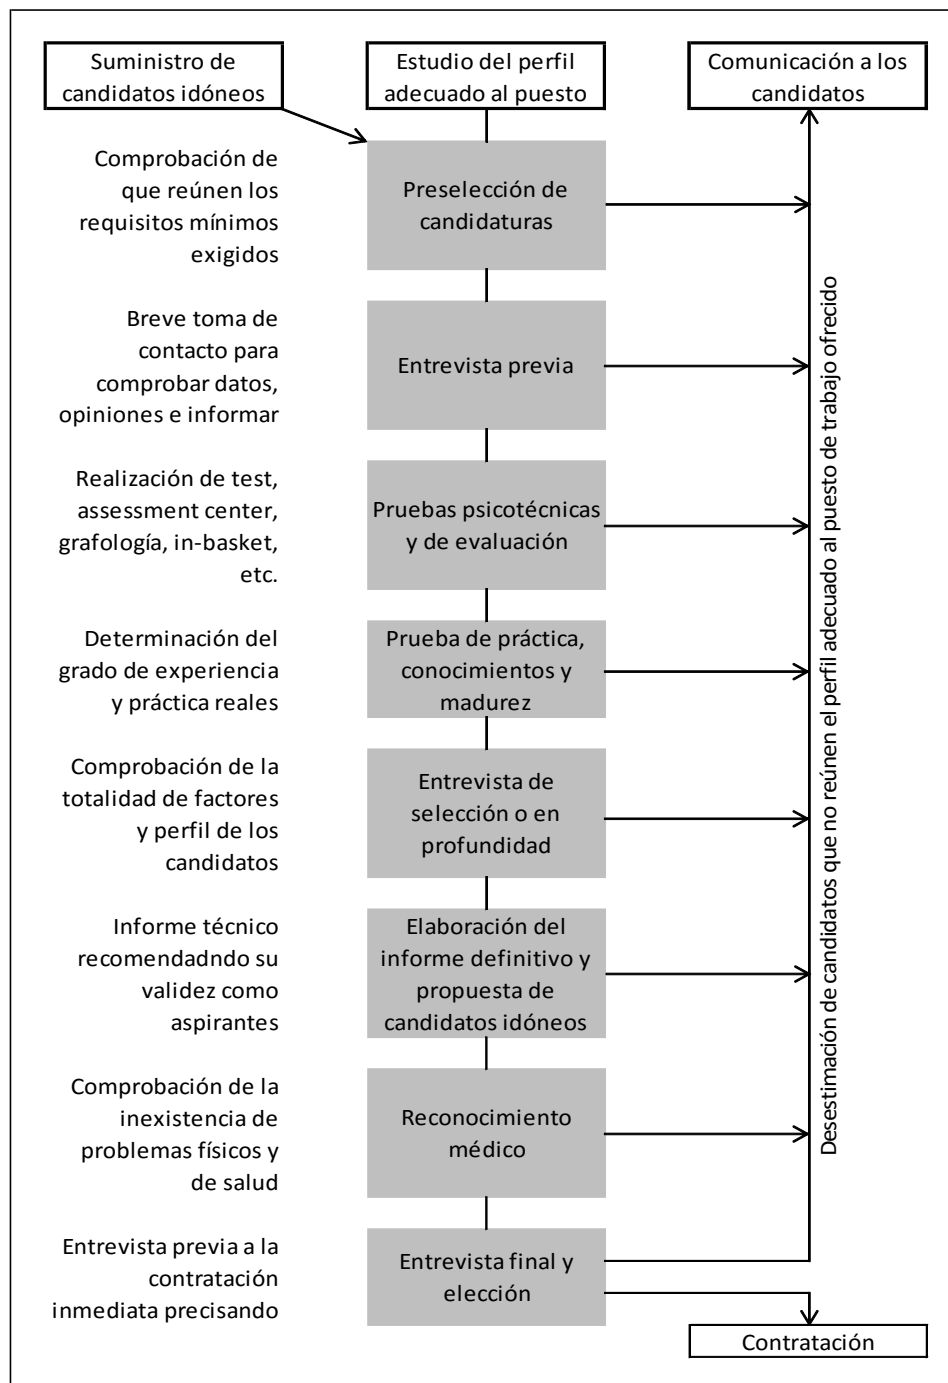 Suministro de
candidatos idóneos
Estudio del perfil
adecuado al puesto
Comunicación a los
candidatos
Comprobación de
que reúnen los
requisitos mínimos
exigidos
Preselección de
candidaturas
Breve toma de
contacto para
comprobar datos,
opiniones e informar
Entrevista previa
Realización de test,
assessment center,
grafología, in-basket,
etc.
Pruebas psicotécnicas
y de evaluación
Determinación del
grado de experiencia
y práctica reales
Prueba de práctica,
conocimientos y
madurez
Comprobación de la
totalidad de factores
y perfil de los
candidatos
Entrevista de
selección o en
profundidad
Informe técnico
recomendadndo su
validez como
aspirantes
Elaboración del
informe definitivo y
propuesta de
candidatos idóneos
Comprobación de la
inexistencia de
problemas físicos y
de salud
Reconocimiento
médico
Entrevista previa a la
contratación
inmediata precisando
Entrevista final y
elección
Desestimación de candidatos que no reúnen el perfil adecuado al puesto de trabajo ofrecido
Contratación